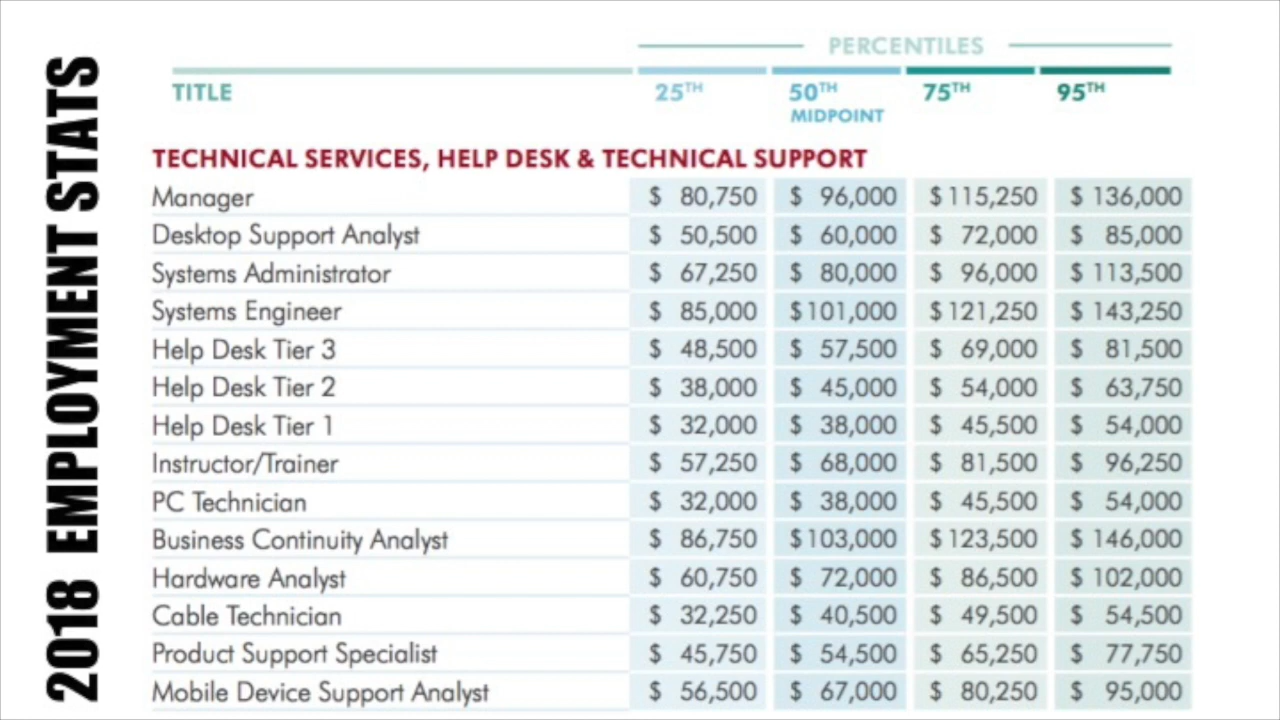 2018 EMPLOYMENT STATS
PERCENTILES
TITLE 25TH 50TH 75TH 95TH
MIDPOINT
TECHNICAL SERVICES, HELP DESK & TECHNICAL SUPPORT
Manager $ 80,750 $ 96,000 $ 115,250 $ 136,000
Desktop Support Analyst $ 50,500 $ 60,000 $ 72,000 $ 85,000
Systems Administrator $ 67,250 $ 80,000 $ 96,000 $ 113,500
Systems Engineer $ 85,000 $ 101,000 $ 121,250 $ 143,250
Help Desk Tier 3 $ 48,500 $ 57,500 $ 69,000 $ 81,500
Help Desk Tier 2 $ 38,000 $ 45,000 $ 54,000 $ 63,750
Help Desk Tier 1 $ 32,000 $ 38,000 $ 45,500 $ 54,000
Instructor/Trainer $ 57,250 $ 68,000 $ 81,500 $ 96,250
PC Technician $ 32,000 $ 38,000 $ 45,500 $ 54,000
Business Continuity Analyst $ 86,750 $ 103,000 $ 123,500 $ 146,000
Hardware Analyst $ 60,750 $ 72,000 $ 86,500 $ 102,000
Cable Technician $ 32,250 $ 40,500 $ 49,500 $ 54,500
Product Support Specialist $ 45,750 $ 54,500 $ 65,250 $ 77,750
Mobile Device Support Analyst $ 56,500 $ 67,000 $ 80,250 $ 95,000